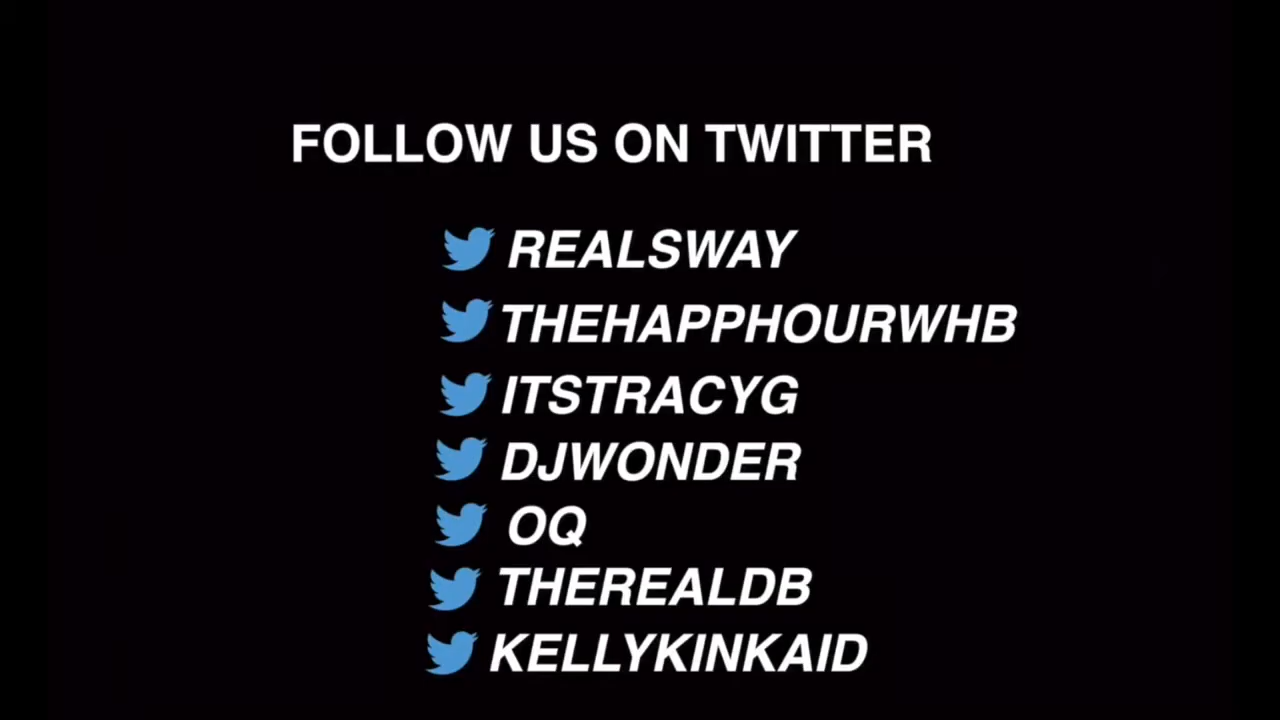 FOLLOW US ON TWITTER
REALSWAY
THEHAPPHOURWHB
ITSTRACYG
DJWONDER
OQ
THEREALDB
KELLYKINKAID